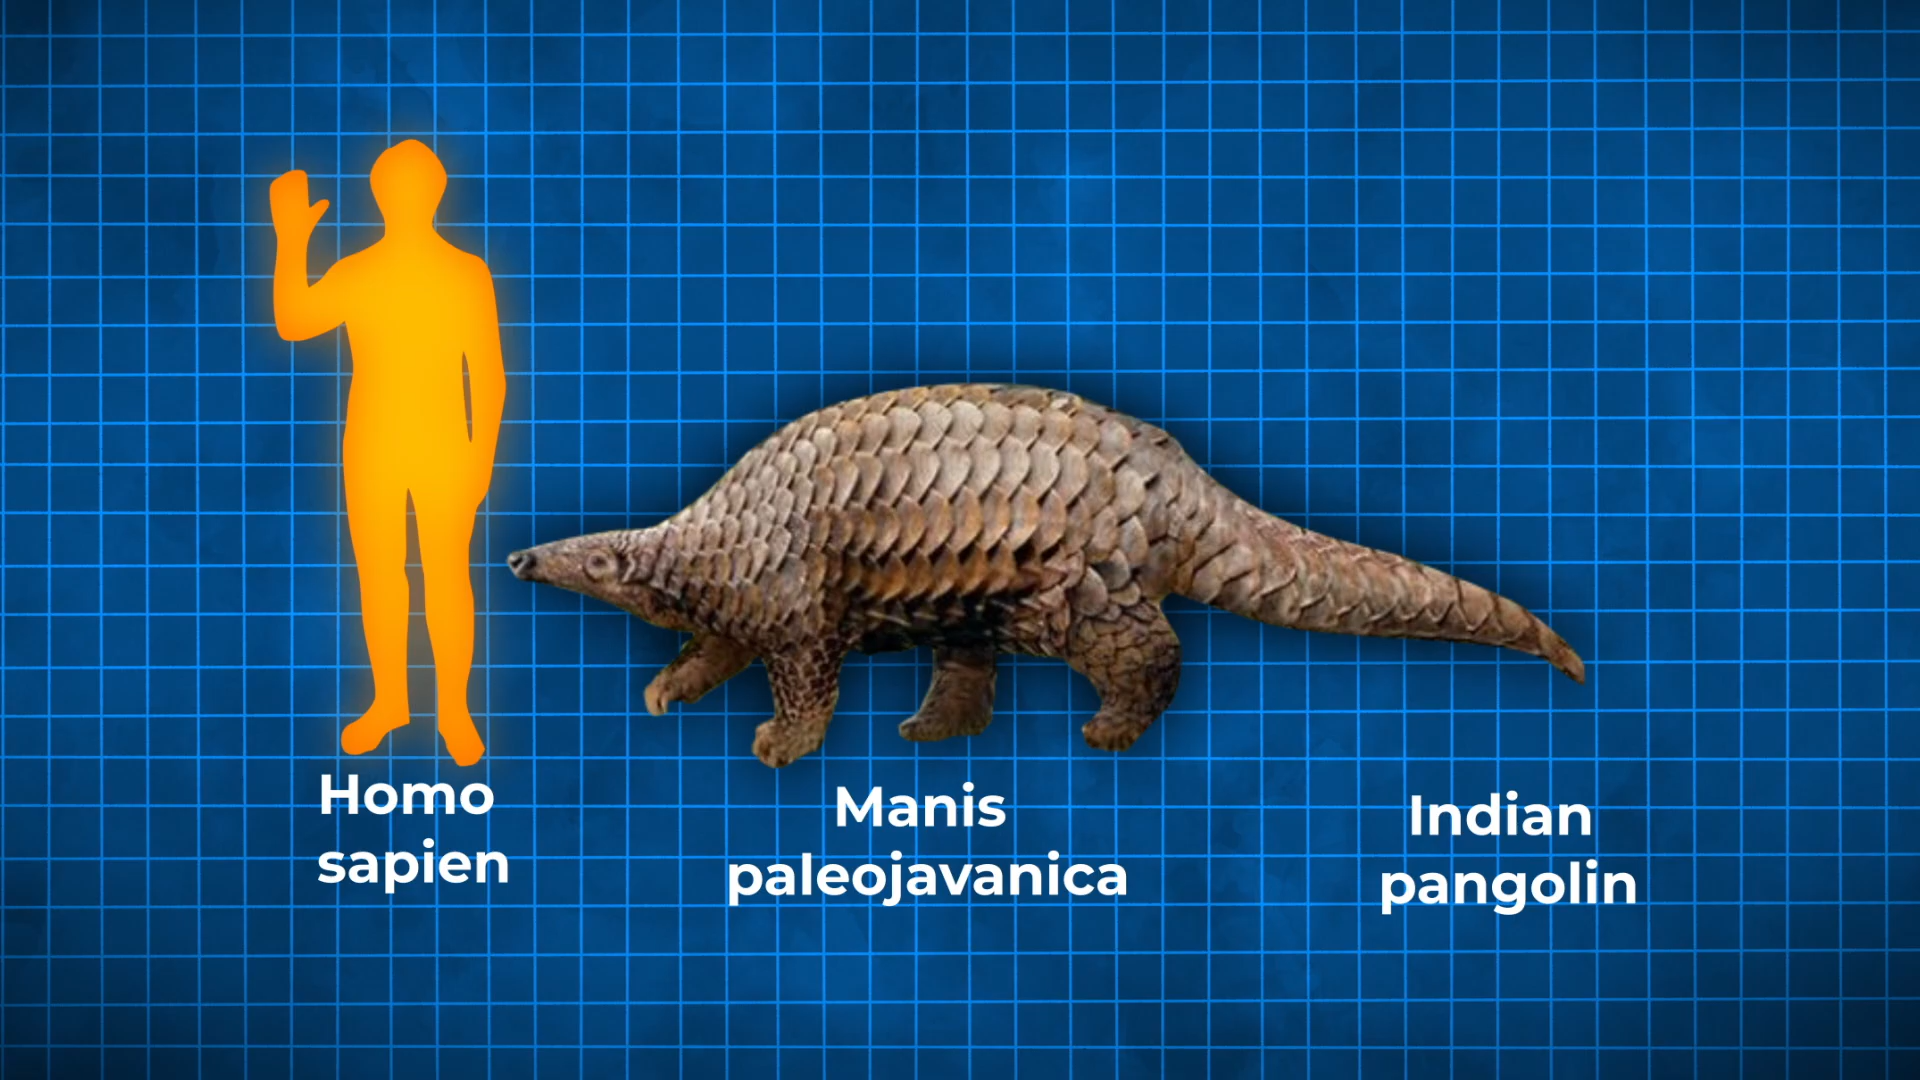 Homo
sapien
Manis
paleojavanica
Indian
pangolin